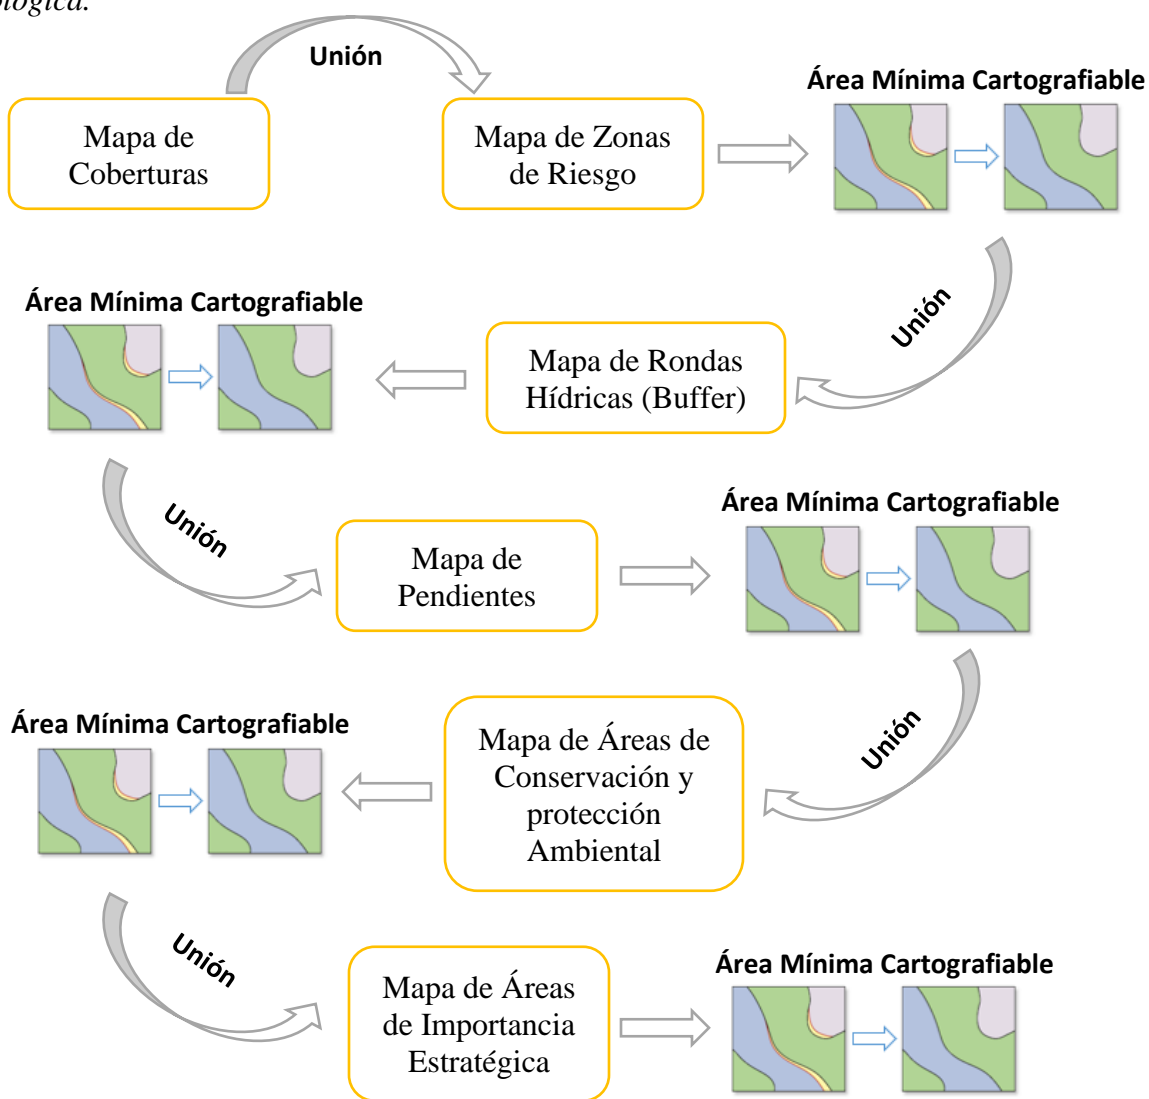 Unión
Área Mínima Cartografiable
Mapa de
Coberturas
Mapa de Zonas
de Riesgo
Unión
Área Mínima Cartografiable
Mapa de Rondas
Hídricas (Buffer)
Unión
Área Mínima Cartografiable
Mapa de
Pendientes
Unión
Área Mínima Cartografiable
Mapa de Áreas de
Conservación y
protección
Ambiental
Unión
Área Mínima Cartografiable
Mapa de Áreas
de Importancia
Estratégica